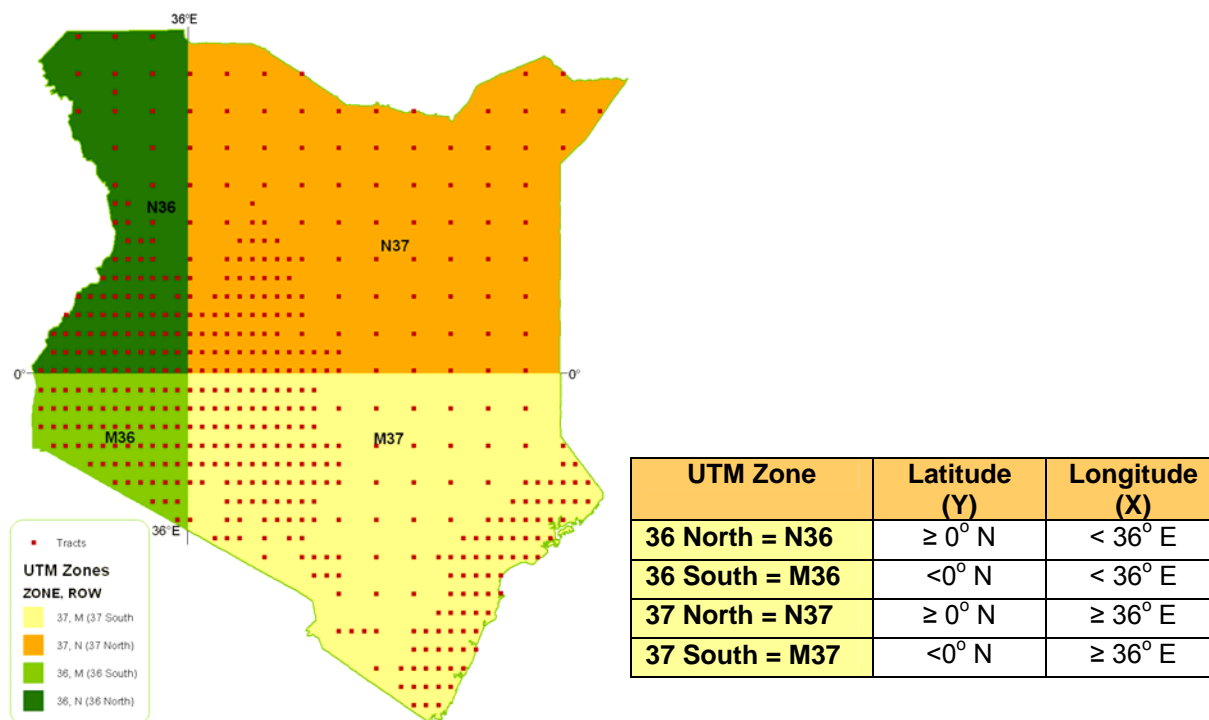 36°E
N36
N37
0°
0°
M36
M37
36°E
Tracts
UTM Zones
ZONE, ROW
37, M (37 South
37, N (37 North)
36, M (36 South)
36, N (36 North)
UTM Zone Latitude (Y) Longitude (X)
36 North = N36 ≥ 0° N < 36° E
36 South = M36 <0° N < 36° E
37 North = N37 ≥ 0° N ≥ 36° E
37 South = M37 <0° N ≥ 36° E